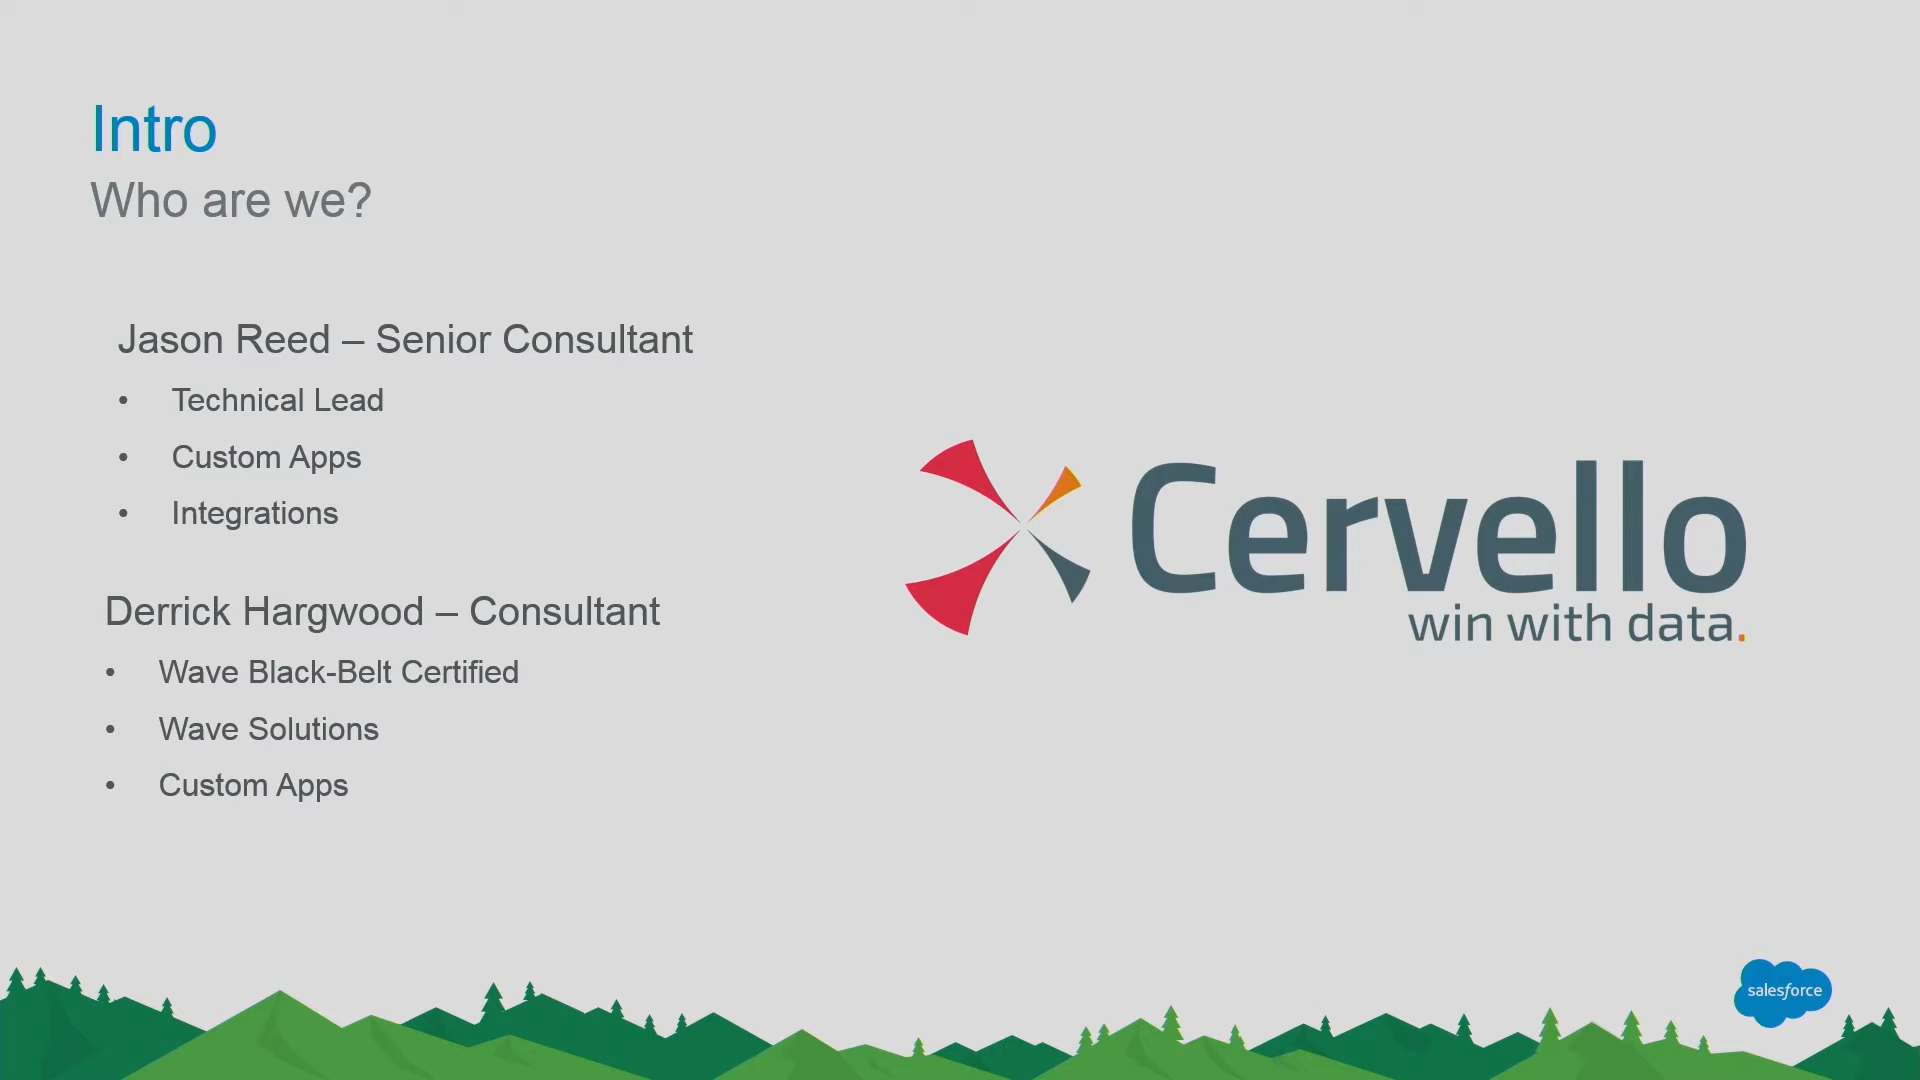 Intro
Who are we?
Jason Reed – Senior Consultant
• Technical Lead
• Custom Apps
• Integrations
Derrick Hargwood – Consultant
• Wave Black-Belt Certified
• Wave Solutions
• Custom Apps
Cervello
win with data.
salesforce